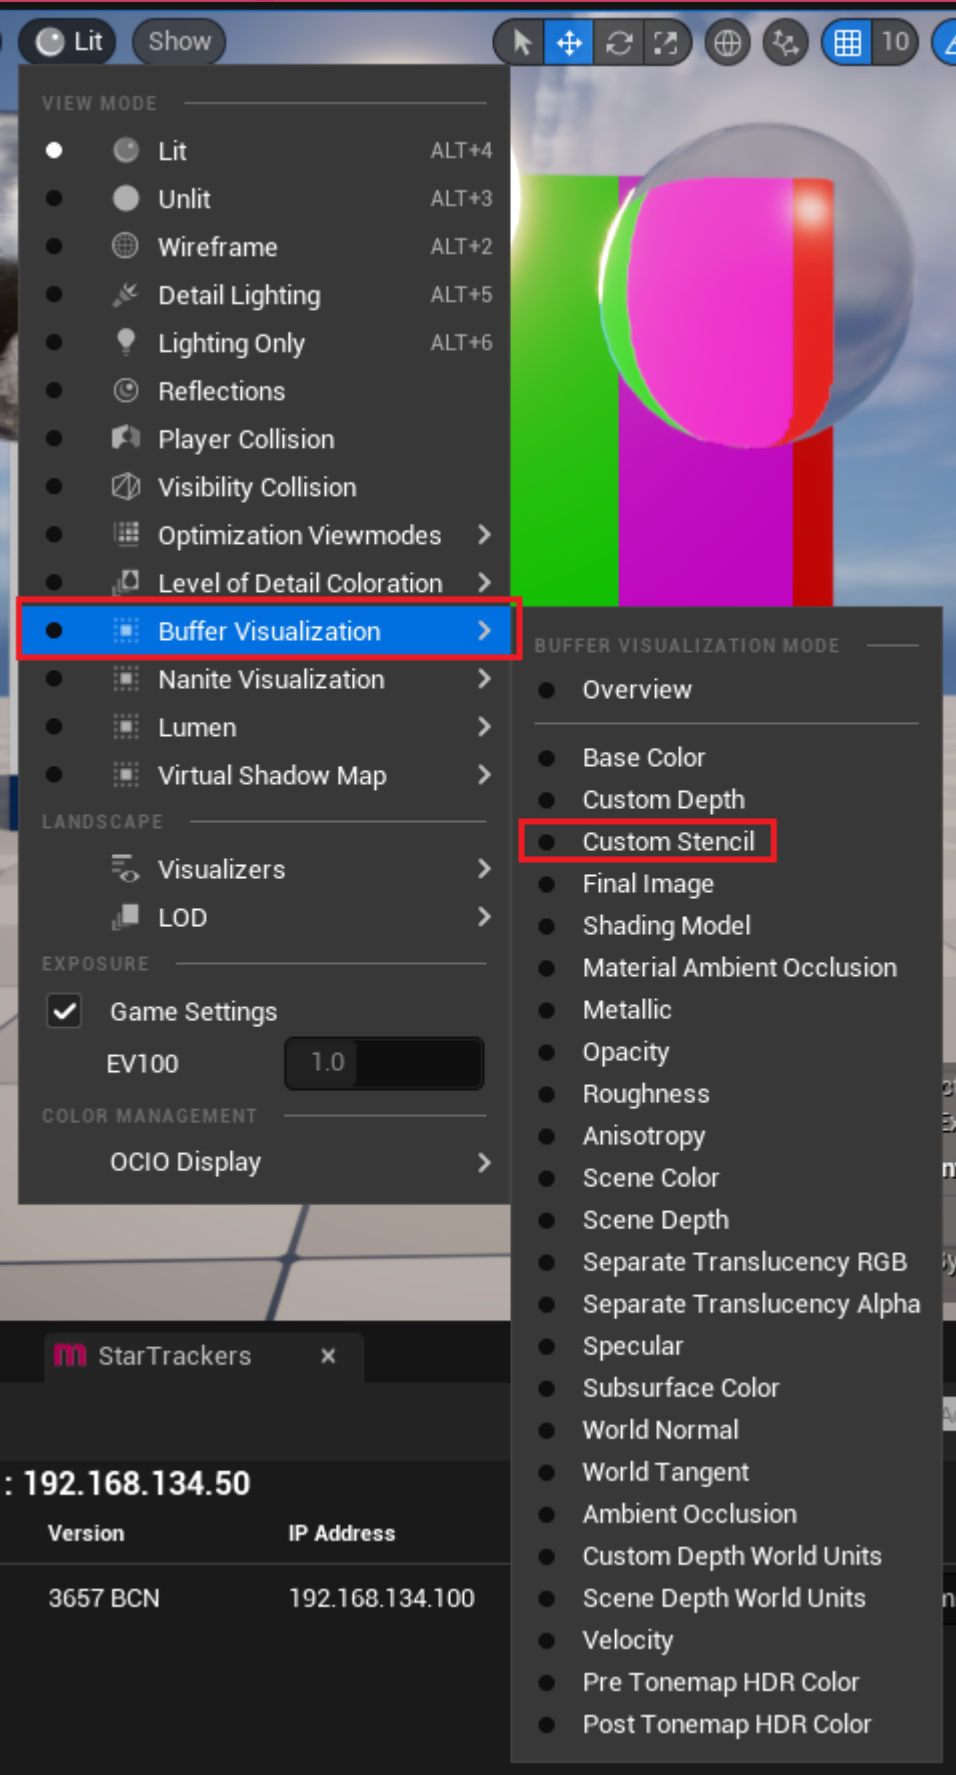 Lit Show 10
VIEW MODE
Lit ALT+4
Unlit ALT+3
Wireframe ALT+2
Detail Lighting ALT+5
Lighting Only ALT+6
Reflections
Player Collision
Visibility Collision
Optimization Viewmodes
Level of Detail Coloration
Buffer Visualization
Nanite Visualization
Lumen
Virtual Shadow Map
LANDSCAPE
Visualizers
LOD
EXPOSURE
Game Settings
EV100 1.0
COLOR MANAGEMENT
OCIO Display
BUFFER VISUALIZATION MODE
Overview
Base Color
Custom Depth
Custom Stencil
Final Image
Shading Model
Material Ambient Occlusion
Metallic
Opacity
Roughness
Anisotropy
Scene Color
Scene Depth
Separate Translucency RGB
Separate Translucency Alpha
Specular
Subsurface Color
World Normal
World Tangent
Ambient Occlusion
Custom Depth World Units
Scene Depth World Units
Velocity
Pre Tonemap HDR Color
Post Tonemap HDR Color
m StarTrackers ×
: 192.168.134.50
Version IP Address
3657 BCN 192.168.134.100